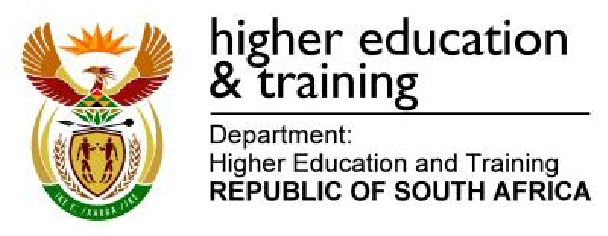 higher education
& training
Department:
Higher Education and Training
REPUBLIC OF SOUTH AFRICA